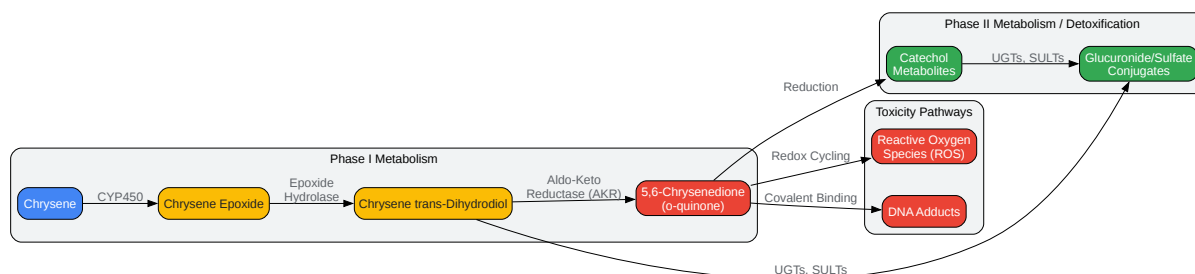 Phase II Metabolism / Detoxification
Catechol
Metabolites
UGTs, SULTs
Glucuronide/Sulfate
Conjugates
Reduction
Toxicity Pathways
Reactive Oxygen
Species (ROS)
Redox Cycling
Phase I Metabolism
Chrysene
CYP450
Chrysene Epoxide
Epoxide
Hydrolase
Chrysene trans-Dihydrodiol
Aldo-Keto
Reductase (AKR)
5,6-Chrysenedione
(o-quinone)
Covalent Binding
DNA Adducts
UGTs, SULTs